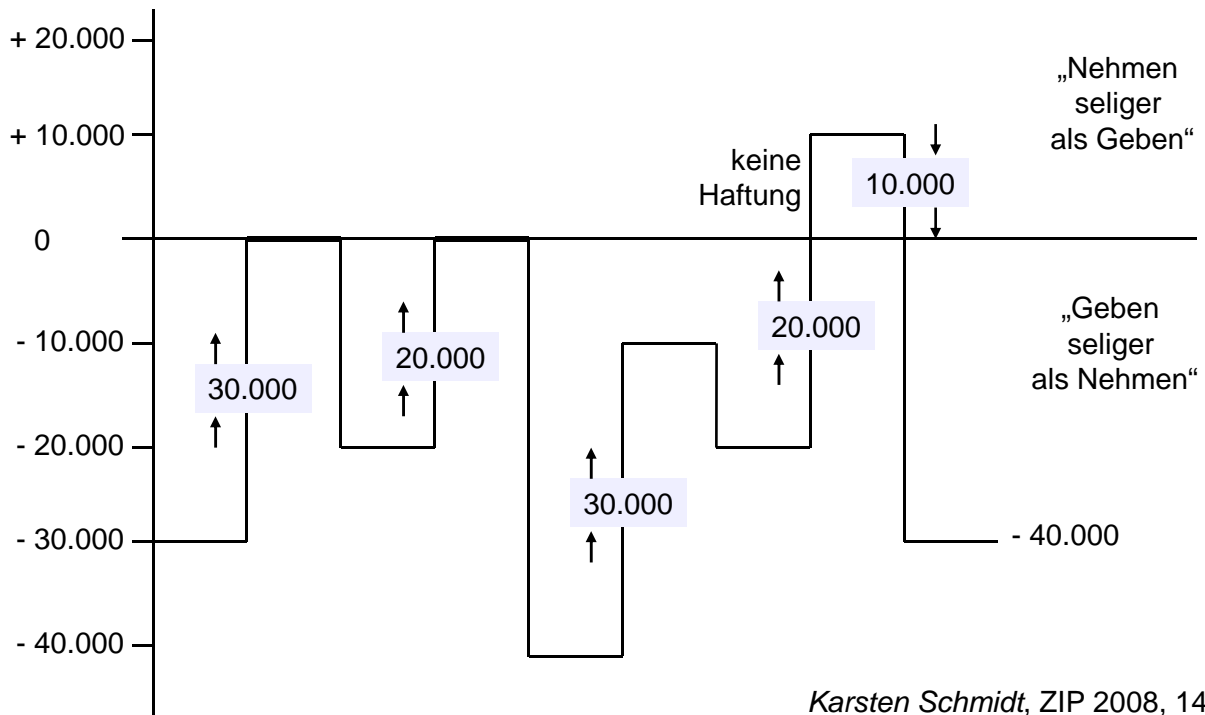 + 20.000
„Nehmen
seliger
als Geben“
+ 10.000
keine
Haftung
10.000
0
„Geben
seliger
als Nehmen“
- 10.000
20.000
20.000
30.000
- 20.000
30.000
- 30.000
- 40.000
- 40.000
Karsten Schmidt, ZIP 2008, 14